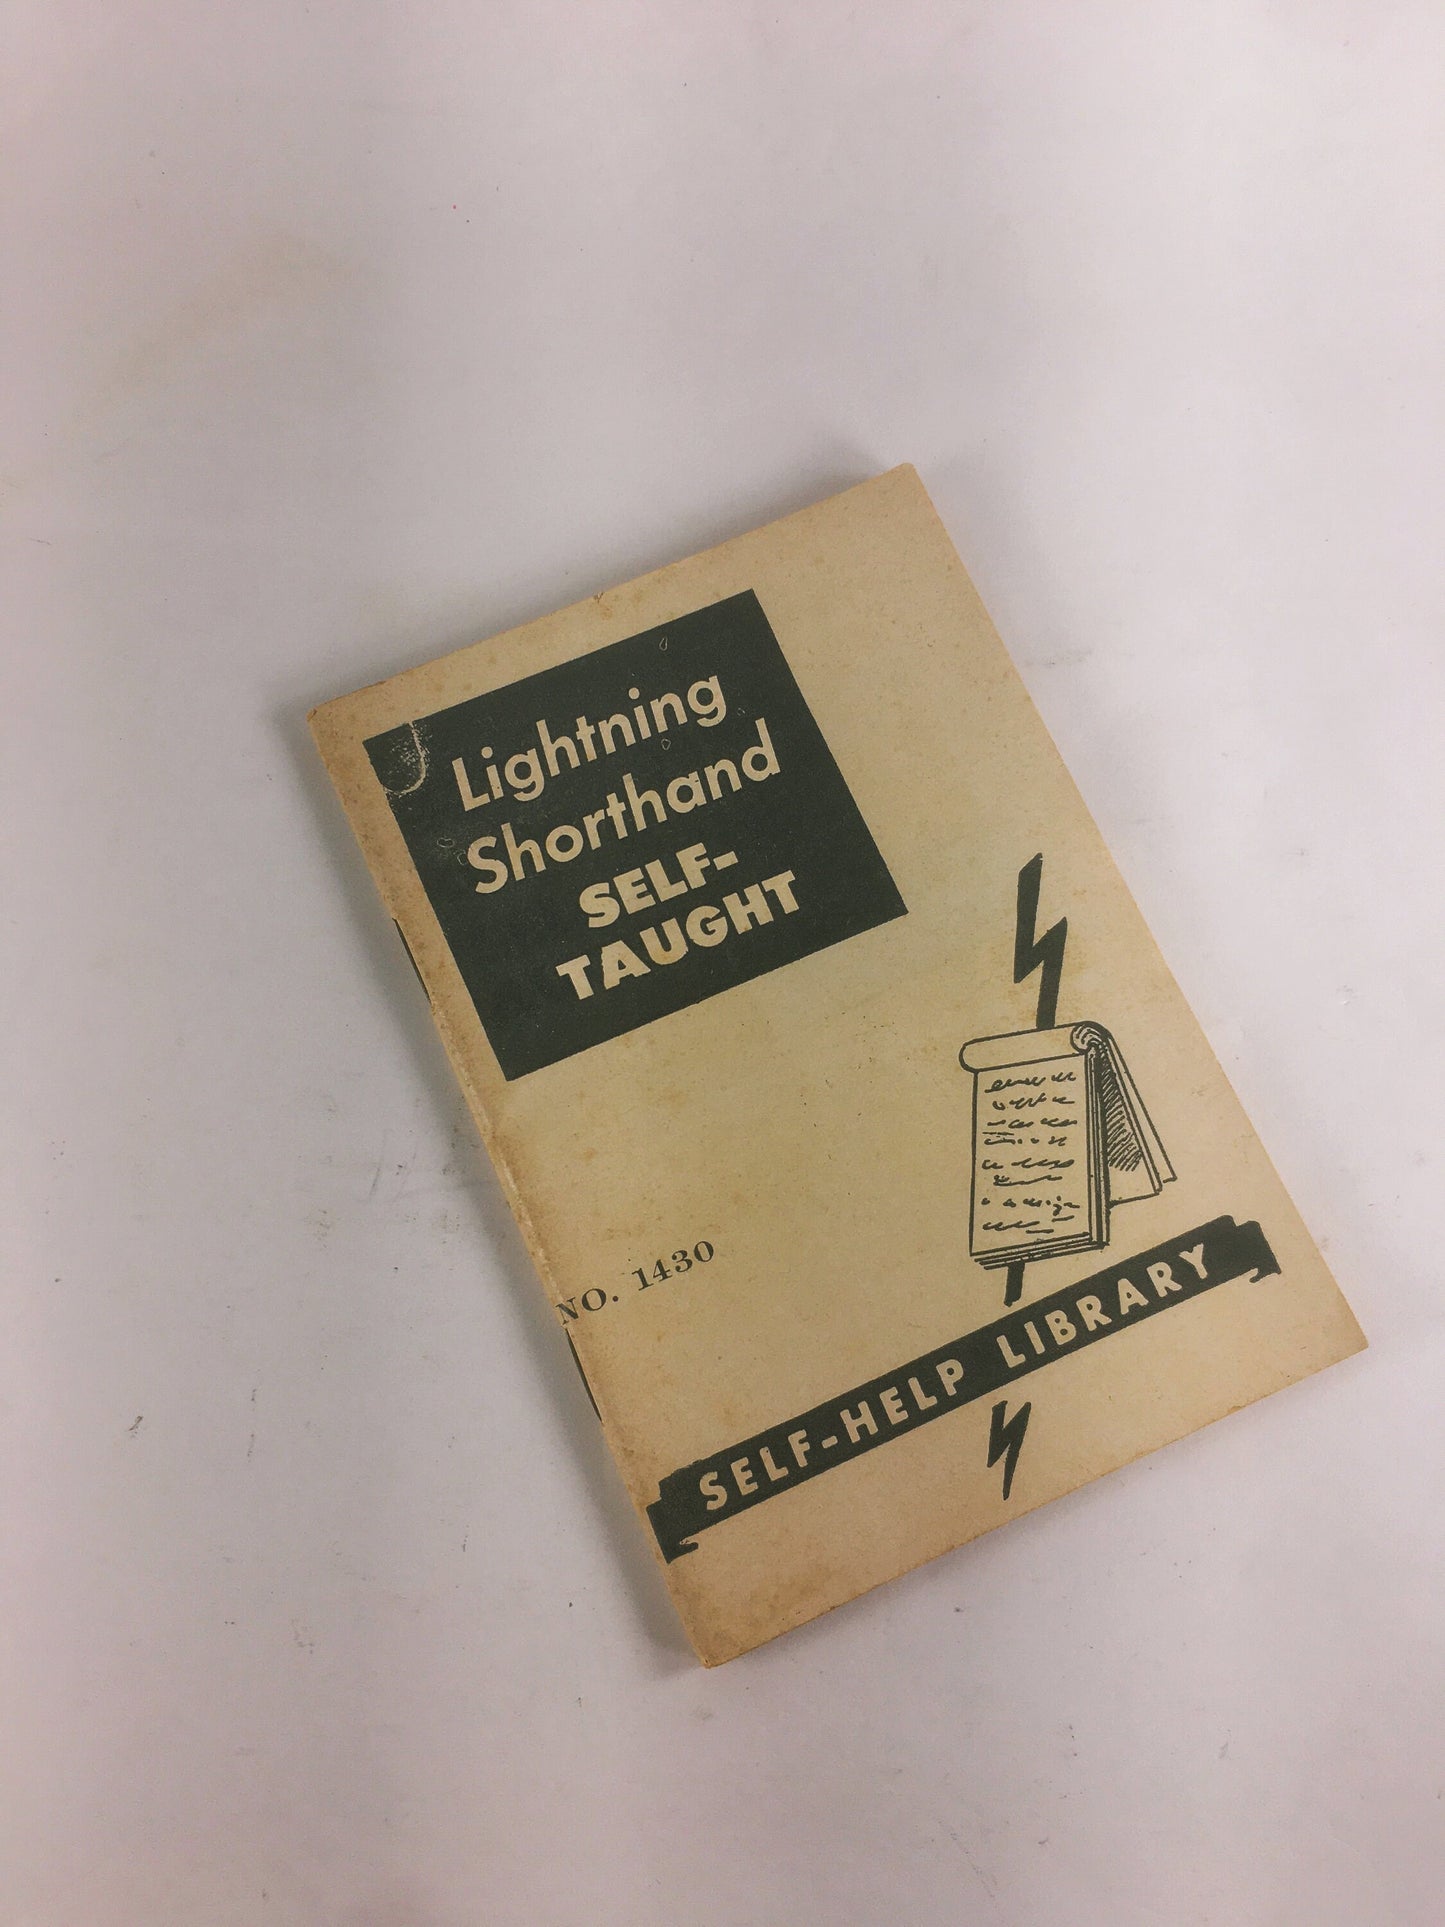 Lightning
Shorthand
SELF-
TAUGHT
NO. 1430
SELF-HELP LIBRARY